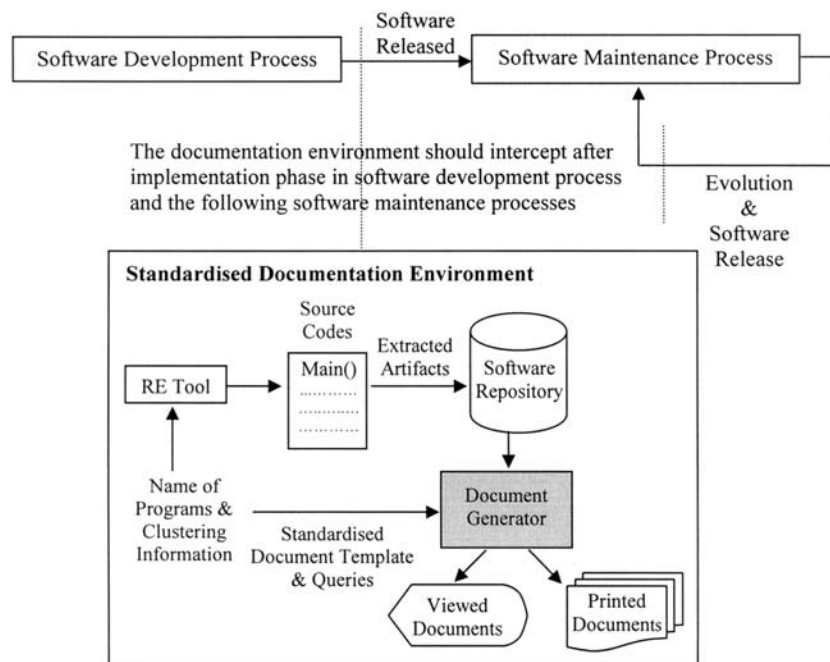 Software
Released
Software Development Process
Software Maintenance Process
The documentation environment should intercept after
implementation phase in software development process
and the following software maintenance processes
Evolution
&
Software
Release
Standardised Documentation Environment
Source
Codes
RE Tool
Main()
............
............
............
Extracted
Artifacts
Software
Repository
Name of
Programs &
Clustering
Information
Standardised
Document Template
& Queries
Document
Generator
Viewed
Documents
Printed
Documents